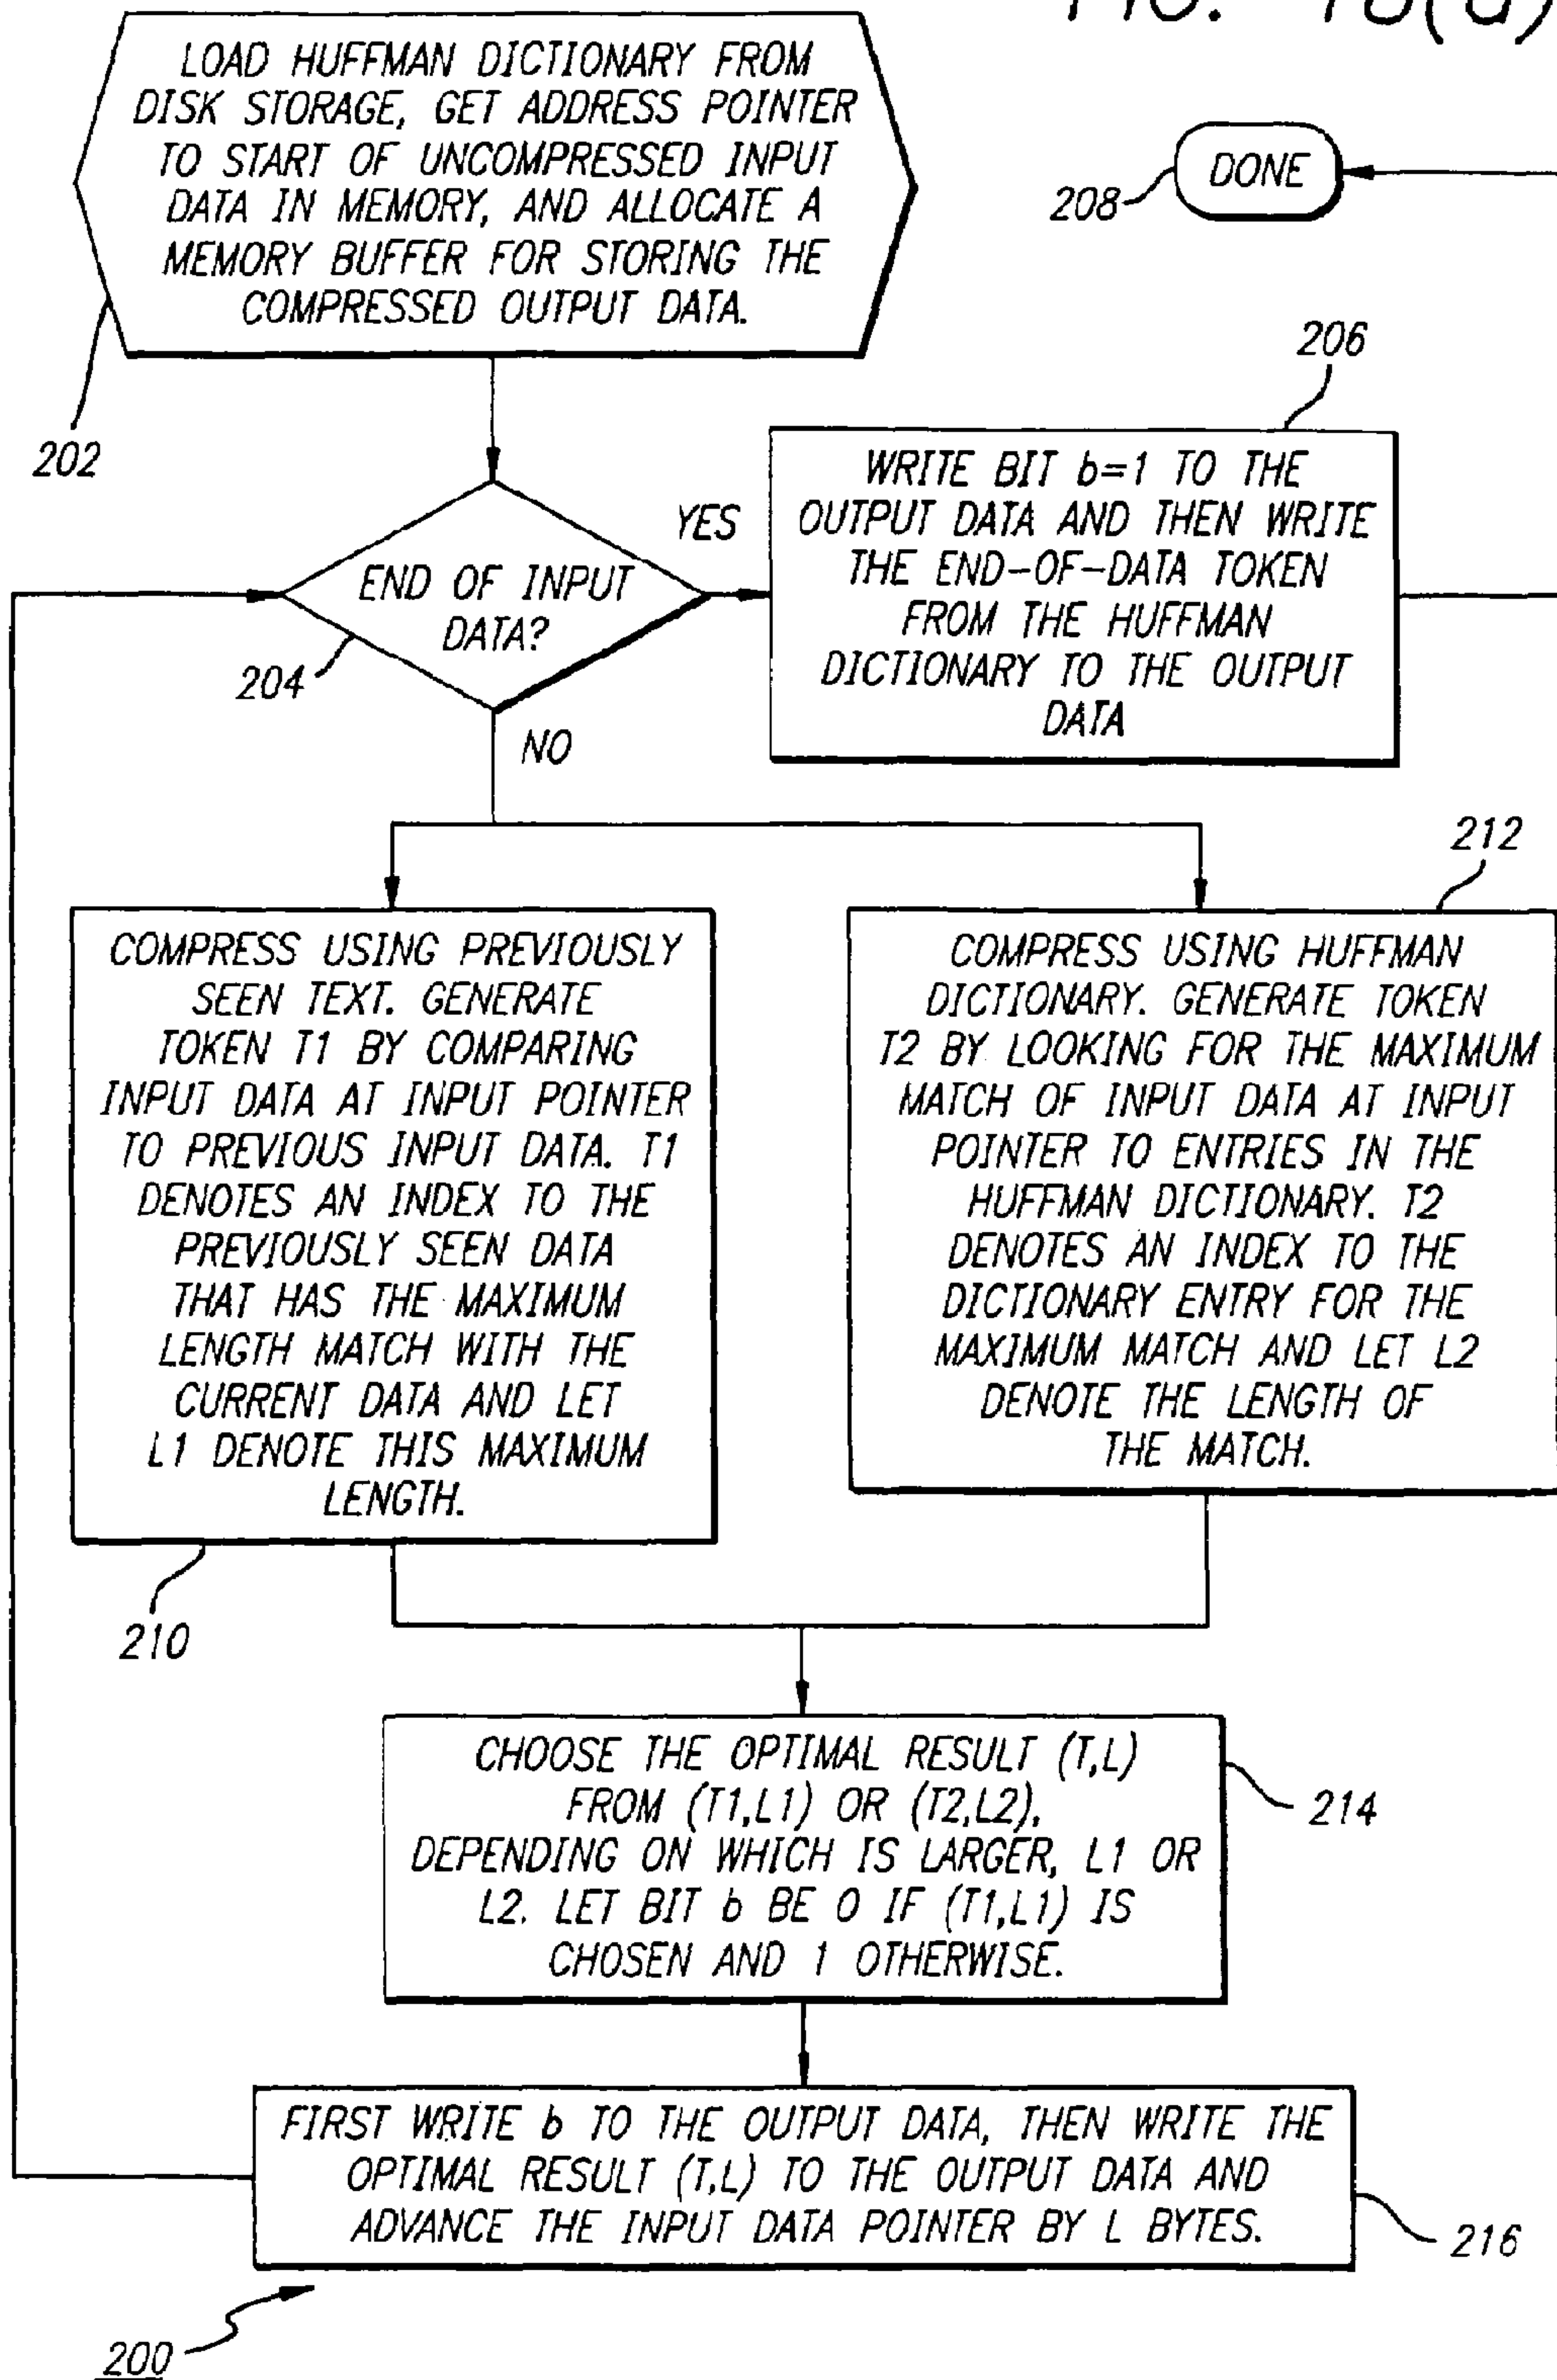 LOAD HUFFMAN DICTIONARY FROM
DISK STORAGE, GET ADDRESS POINTER
TO START OF UNCOMPRESSED INPUT
DATA IN MEMORY, AND ALLOCATE A
MEMORY BUFFER FOR STORING THE
COMPRESSED OUTPUT DATA.
202
DONE
208
END OF INPUT
DATA?
204
YES
NO
206
WRITE BIT b=1 TO THE
OUTPUT DATA AND THEN WRITE
THE END-OF-DATA TOKEN
FROM THE HUFFMAN
DICTIONARY TO THE OUTPUT
DATA
COMPRESS USING PREVIOUSLY
SEEN TEXT. GENERATE
TOKEN T1 BY COMPARING
INPUT DATA AT INPUT POINTER
TO PREVIOUS INPUT DATA. T1
DENOTES AN INDEX TO THE
PREVIOUSLY SEEN DATA
THAT HAS THE MAXIMUM
LENGTH MATCH WITH THE
CURRENT DATA AND LET
L1 DENOTE THIS MAXIMUM
LENGTH.
210
212
COMPRESS USING HUFFMAN
DICTIONARY. GENERATE TOKEN
T2 BY LOOKING FOR THE MAXIMUM
MATCH OF INPUT DATA AT INPUT
POINTER TO ENTRIES IN THE
HUFFMAN DICTIONARY. T2
DENOTES AN INDEX TO THE
DICTIONARY ENTRY FOR THE
MAXIMUM MATCH AND LET L2
DENOTE THE LENGTH OF
THE MATCH.
CHOOSE THE OPTIMAL RESULT (T,L)
FROM (T1,L1) OR (T2,L2),
DEPENDING ON WHICH IS LARGER, L1 OR
L2. LET BIT b BE 0 IF (T1,L1) IS
CHOSEN AND 1 OTHERWISE.
214
FIRST WRITE b TO THE OUTPUT DATA, THEN WRITE THE
OPTIMAL RESULT (T,L) TO THE OUTPUT DATA AND
ADVANCE THE INPUT DATA POINTER BY L BYTES.
216
200